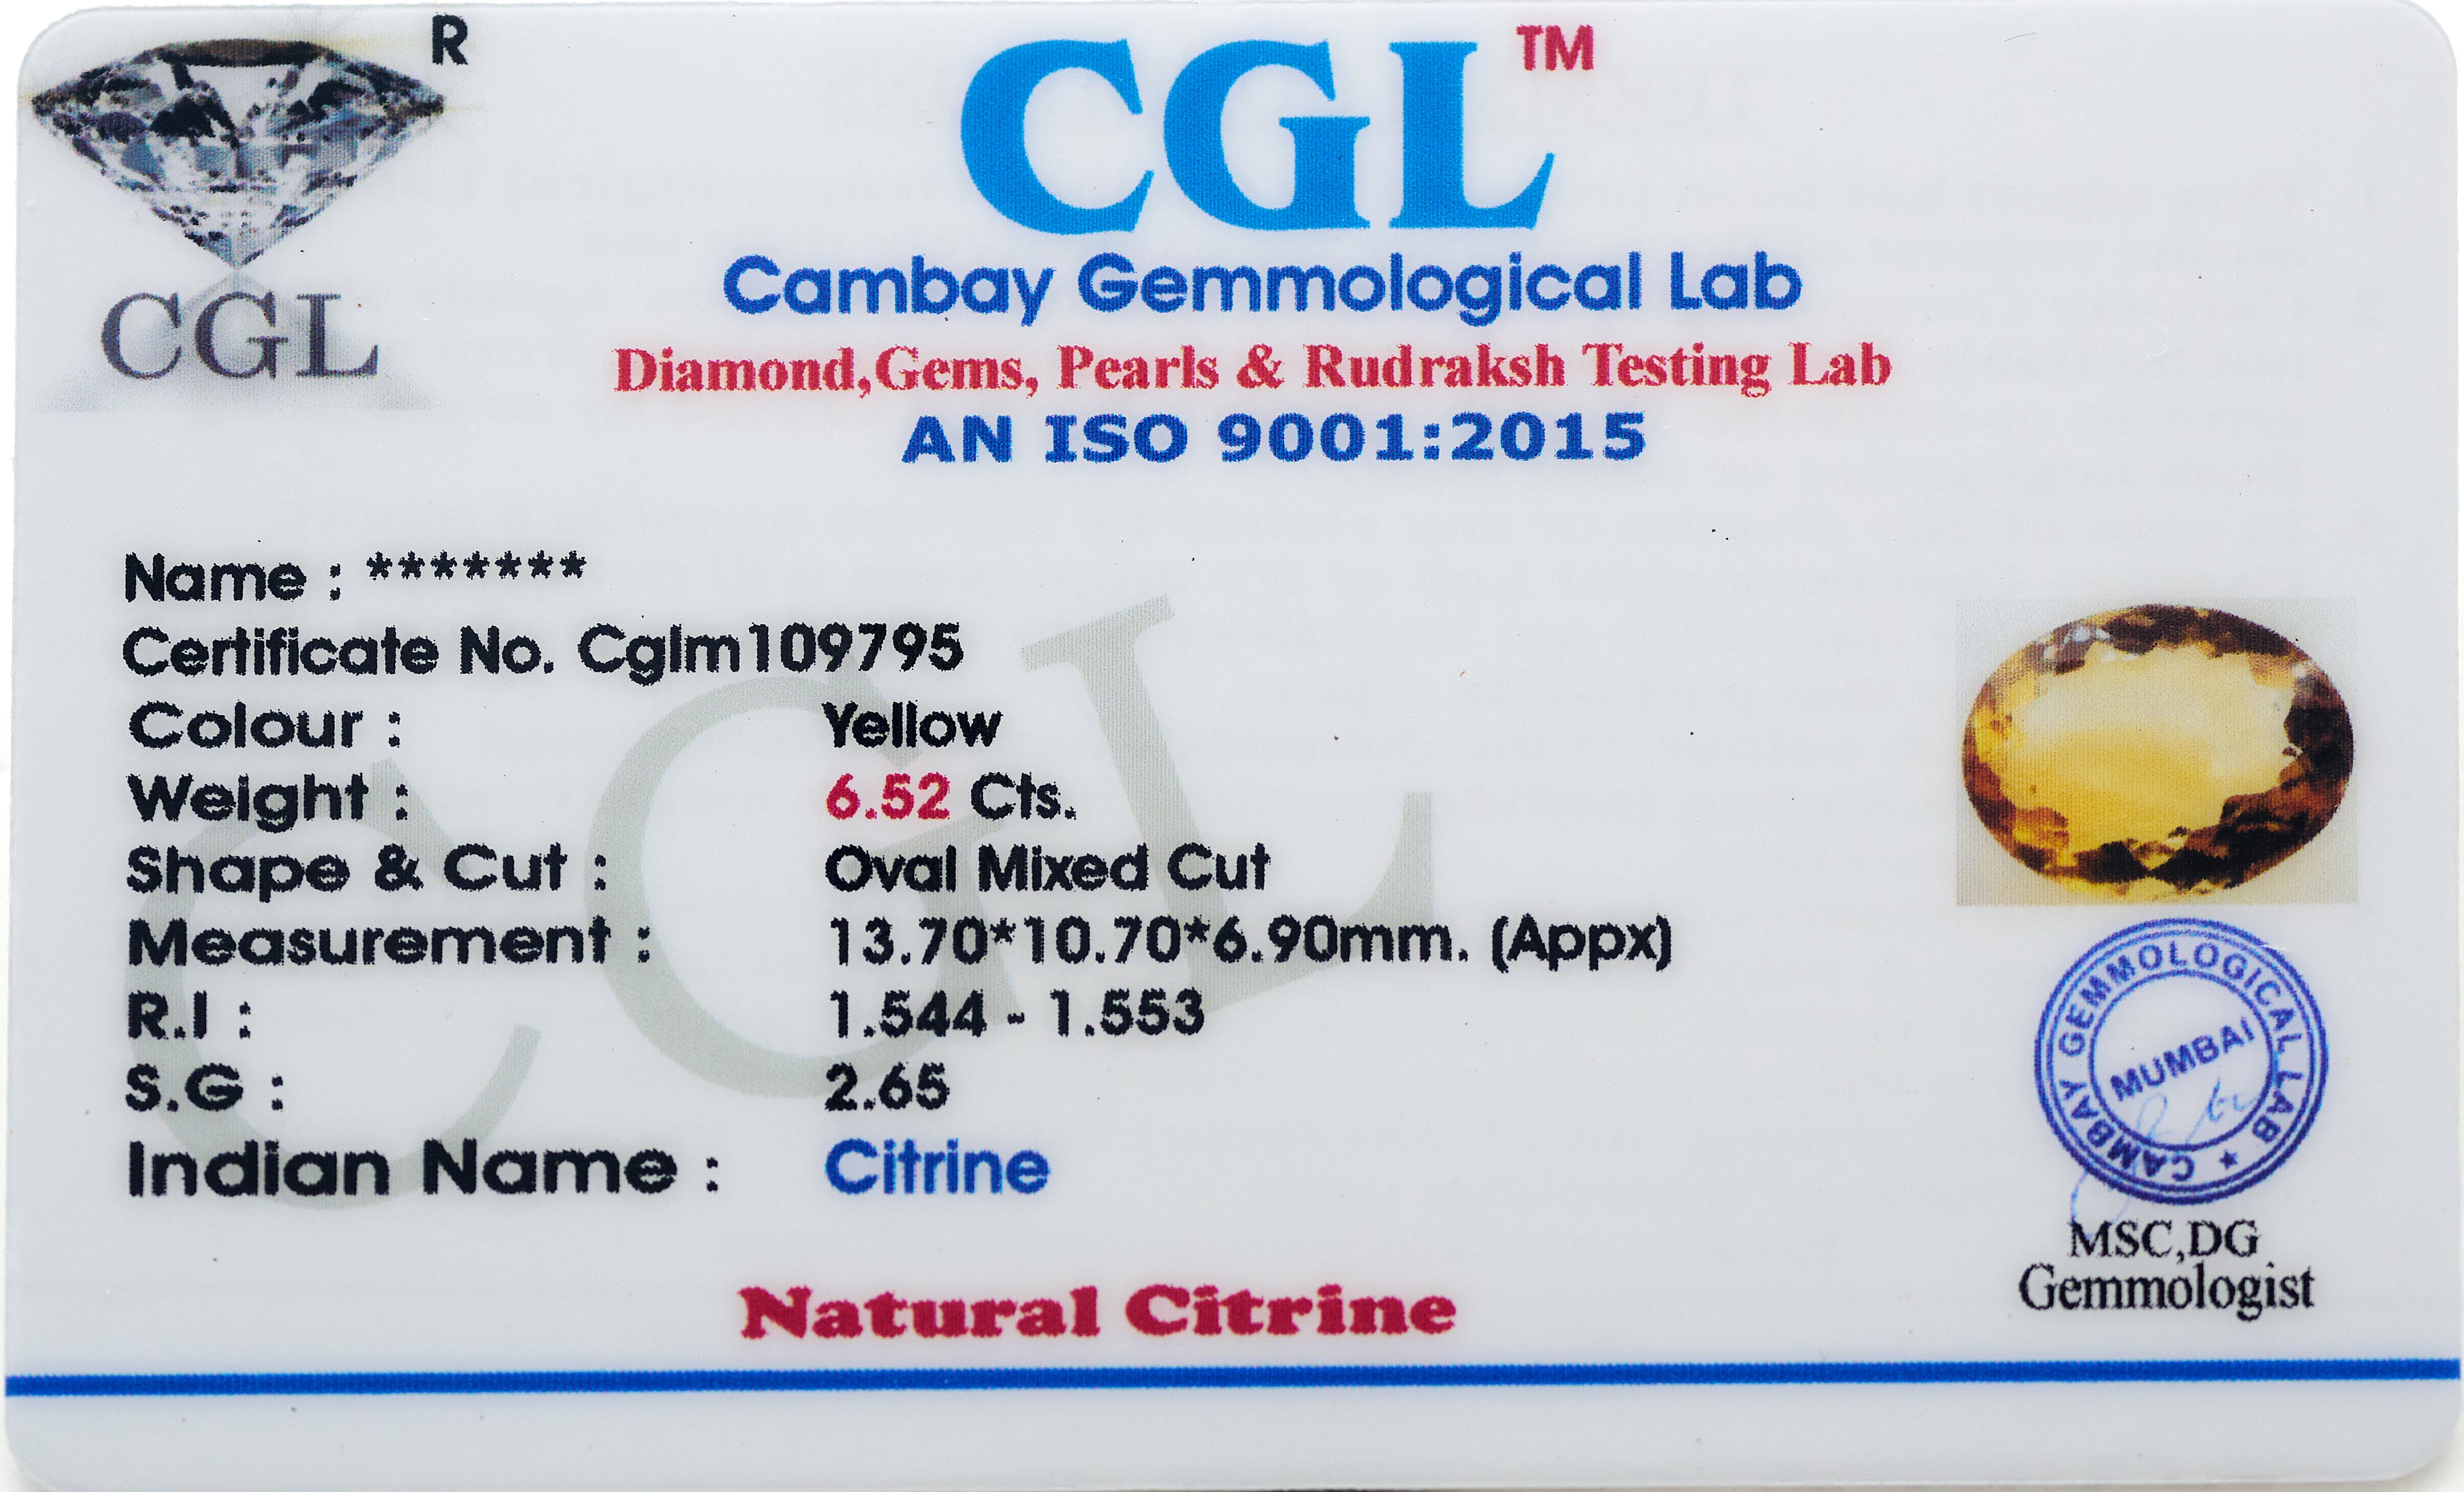 R
CGL
CGL™
Cambay Gemmological Lab
Diamond,Gems, Pearls & Rudraksh Testing Lab
AN ISO 9001:2015
Name : *******
Certificate No. Cglm109795
Colour : Yellow
Weight : 6.52 Cts.
Shape & Cut : Oval Mixed Cut
Measurement : 13.70*10.70*6.90mm. (Appx)
R.I : 1.544 - 1.553
S.G : 2.65
Indian Name : Citrine
CGL
CAMBAY GEMMOLOGICAL LAB ★
MUMBAI
MSC,DG
Gemmologist
Natural Citrine